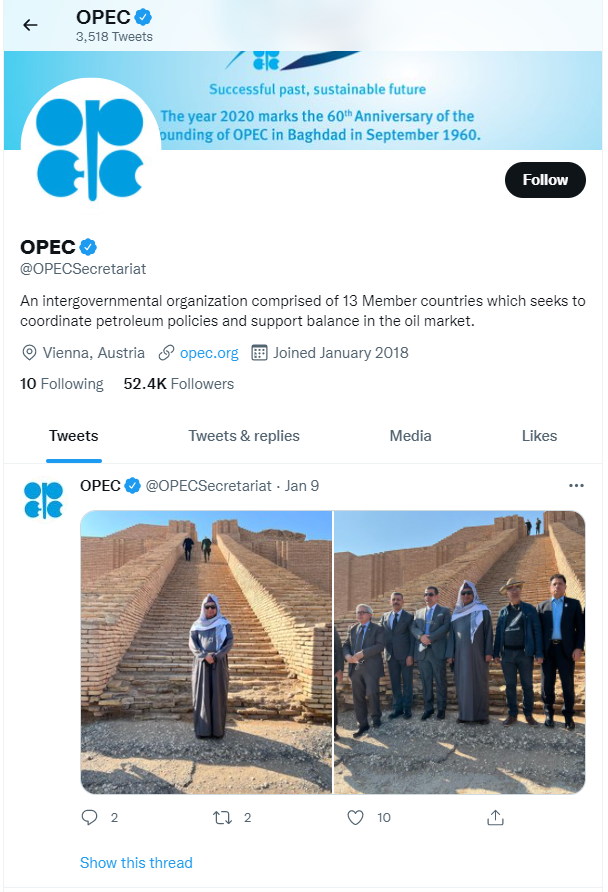 OPEC
3,518 Tweets
Successful past, sustainable future
The year 2020 marks the 60th Anniversary of the
ounding of OPEC in Baghdad in September 1960.
Follow
OPEC
@OPECSecretariat
An intergovernmental organization comprised of 13 Member countries which seeks to
coordinate petroleum policies and support balance in the oil market.
Vienna, Austria opec.org Joined January 2018
10 Following 52.4K Followers
Tweets Tweets & replies Media Likes
OPEC @OPECSecretariat · Jan 9
2 2 10
Show this thread